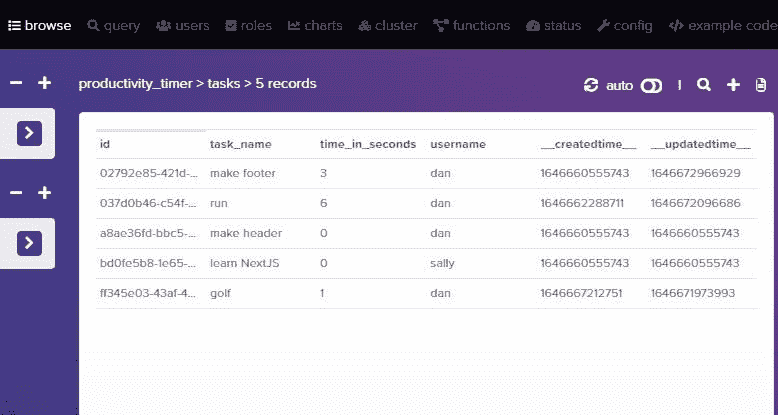 browse query users roles charts cluster functions status config example code
productivity_timer > tasks > 5 records auto
id task_name time_in_seconds username __createdtime__ __updatedtime__
02792e85-421d-... make footer 3 dan 1646660555743 1646672966929
037d0b46-c54f-... run 6 dan 1646662288711 1646672096686
a8ae36fd-bbc5-... make header 0 dan 1646660555743 1646660555743
bd0fe5b8-1e65-... learn NextJS 0 sally 1646660555743 1646660555743
ff345e03-43af-4... golf 1 dan 1646667212751 1646671973993